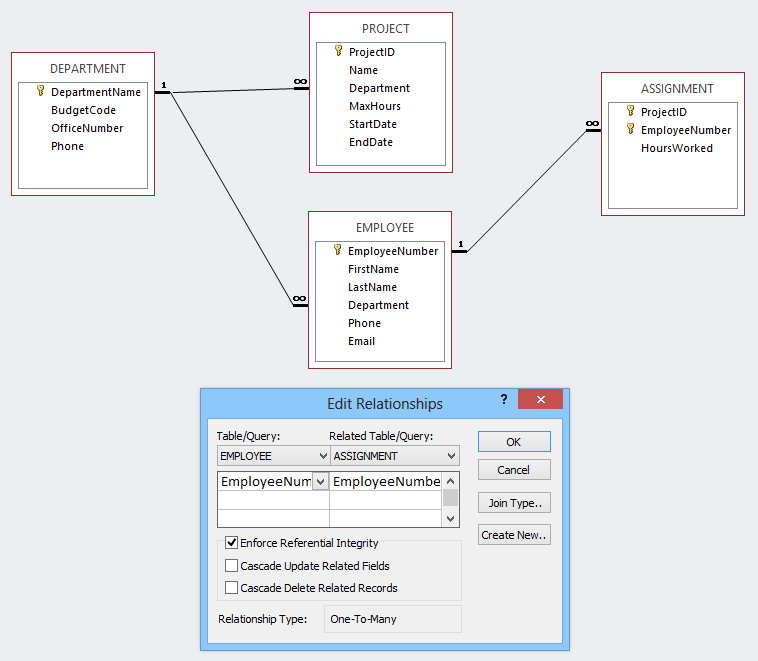 PROJECT
ProjectID
Name
Department
MaxHours
StartDate
EndDate
DEPARTMENT
DepartmentName
BudgetCode
OfficeNumber
Phone
1
∞
ASSIGNMENT
ProjectID
EmployeeNumber
HoursWorked
∞
EMPLOYEE
EmployeeNumber
FirstName
LastName
Department
Phone
Email
1
∞
Edit Relationships
?
Table/Query:
Related Table/Query:
EMPLOYEE
ASSIGNMENT
EmployeeNum
EmployeeNumbe
Enforce Referential Integrity
Cascade Update Related Fields
Cascade Delete Related Records
Relationship Type:
One-To-Many
OK
Cancel
Join Type..
Create New..